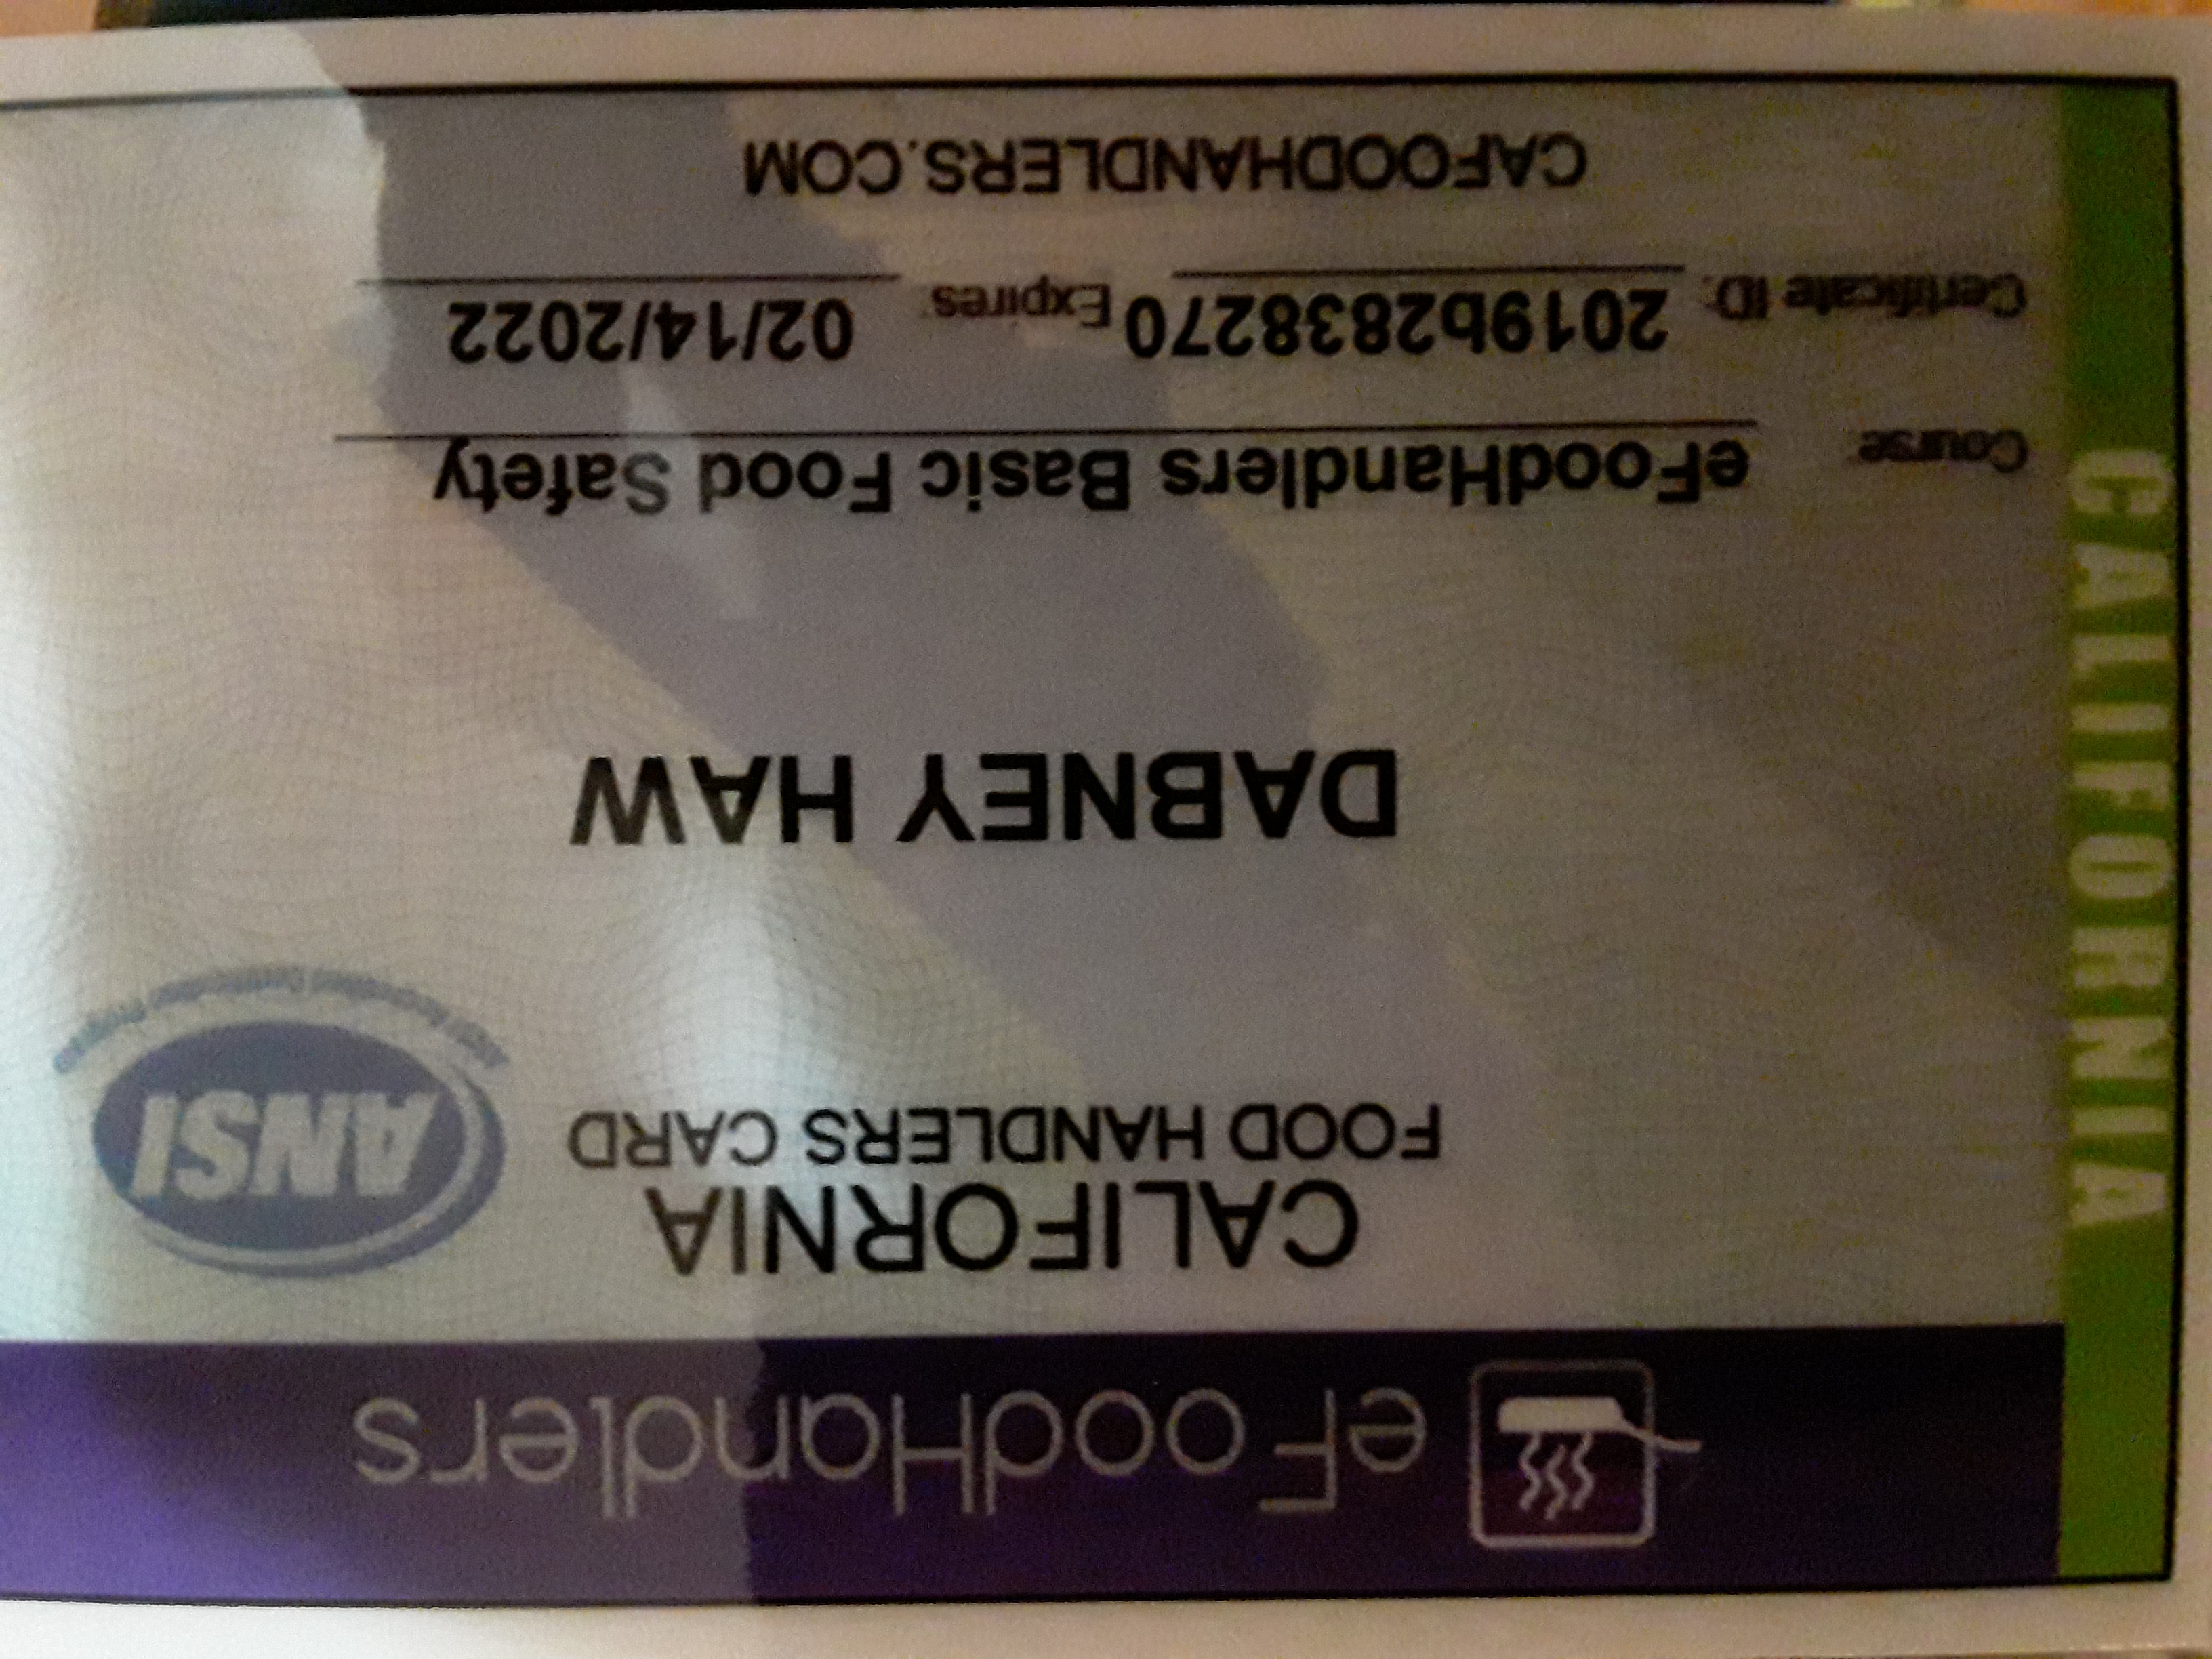 eFoodHandlers
CALIFORNIA
FOOD HANDLERS CARD
ANSI
DABNEY HAW
Course eFoodHandlers Basic Food Safety
Certificate ID: 2019b2838270 Expires: 02/14/2022
CAFOODHANDLERS.COM
CALIFORNIA